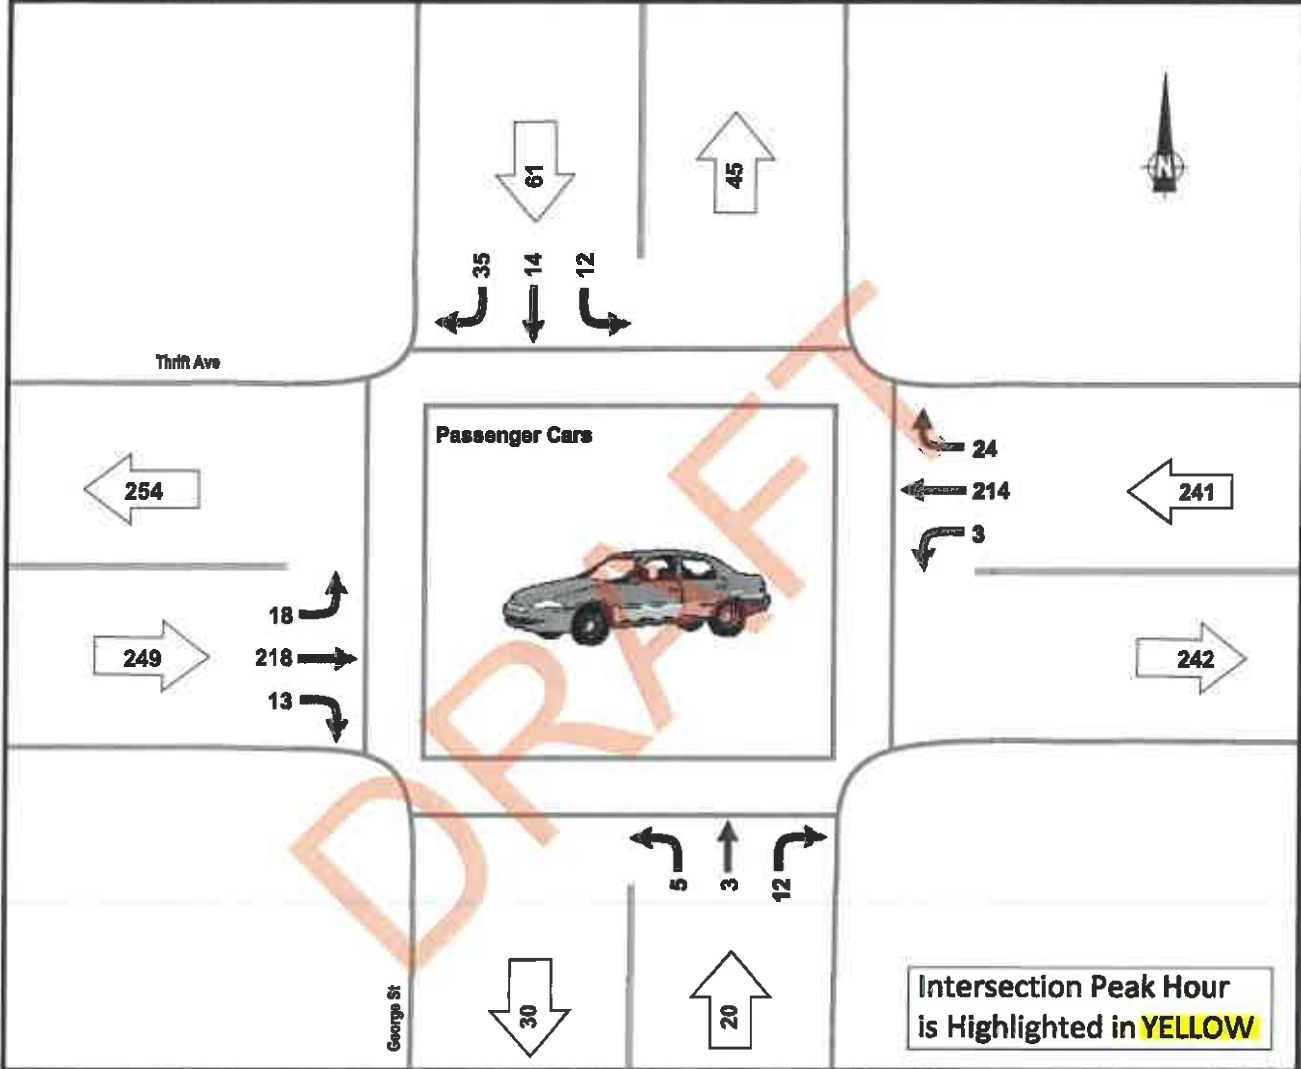 61
45
35
14
12
N
Thrift Ave
Passenger Cars
24
254
214
241
3
18
249
218
242
13
DRAFT
5
3
12
George St
30
20
Intersection Peak Hour
is Highlighted in YELLOW